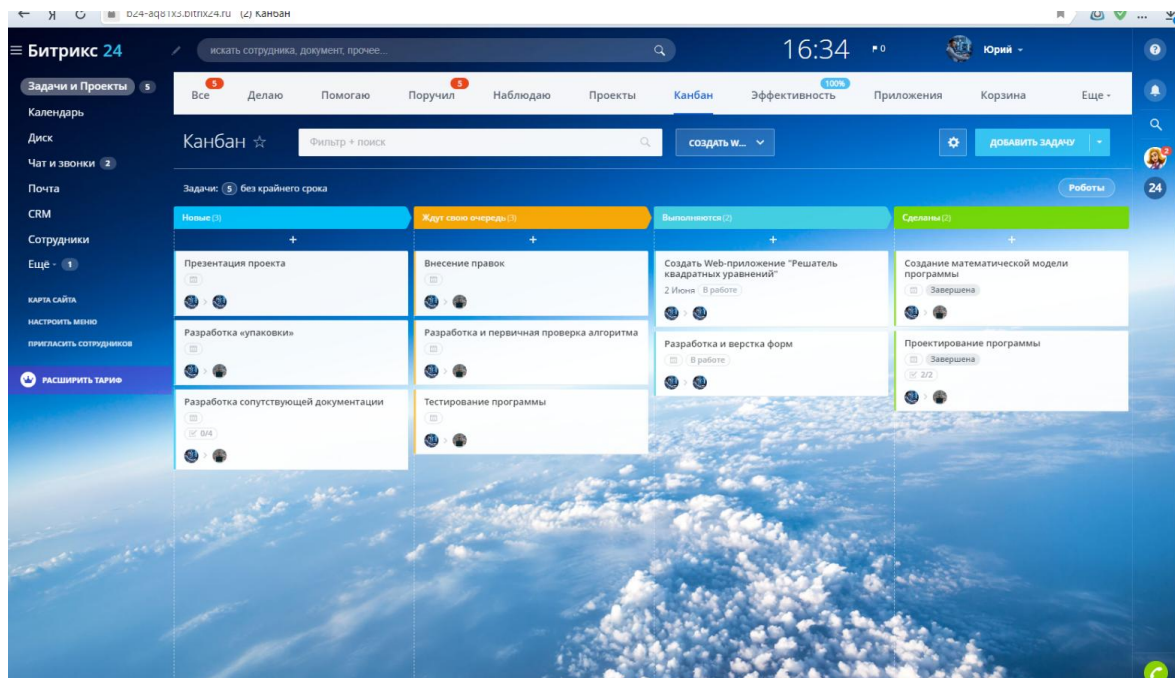 b24-aq81x3.bitrix24.ru (2) Канбан
Битрикс 24
искать сотрудника, документ, прочее...
16:34
0
Юрий
Задачи и Проекты 5
Календарь
Диск
Чат и звонки 2
Почта
CRM
Сотрудники
Ещё - 1
КАРТА САЙТА
НАСТРОИТЬ МЕНЮ
ПРИГЛАСИТЬ СОТРУДНИКОВ
РАСШИРИТЬ ТАРИФ
5 5 100%
Все Делаю Помогаю Поручил Наблюдаю Проекты Канбан Эффективность Приложения Корзина Еще -
Канбан
Фильтр + поиск
СОЗДАТЬ W...
ДОБАВИТЬ ЗАДАЧУ
Задачи: 5 без крайнего срока
Роботы
2
24
Новые (3)
+
Презентация проекта
Разработка «упаковки»
Разработка сопутствующей документации
0/4
Ждут свою очередь (3)
+
Внесение правок
Разработка и первичная проверка алгоритма
Тестирование программы
Выполняются (2)
+
Создать Web-приложение "Решатель
квадратных уравнений"
2 Июня В работе
Разработка и верстка форм
В работе
Сделаны (2)
+
Создание математической модели
программы
Завершена
Проектирование программы
Завершена
2/2